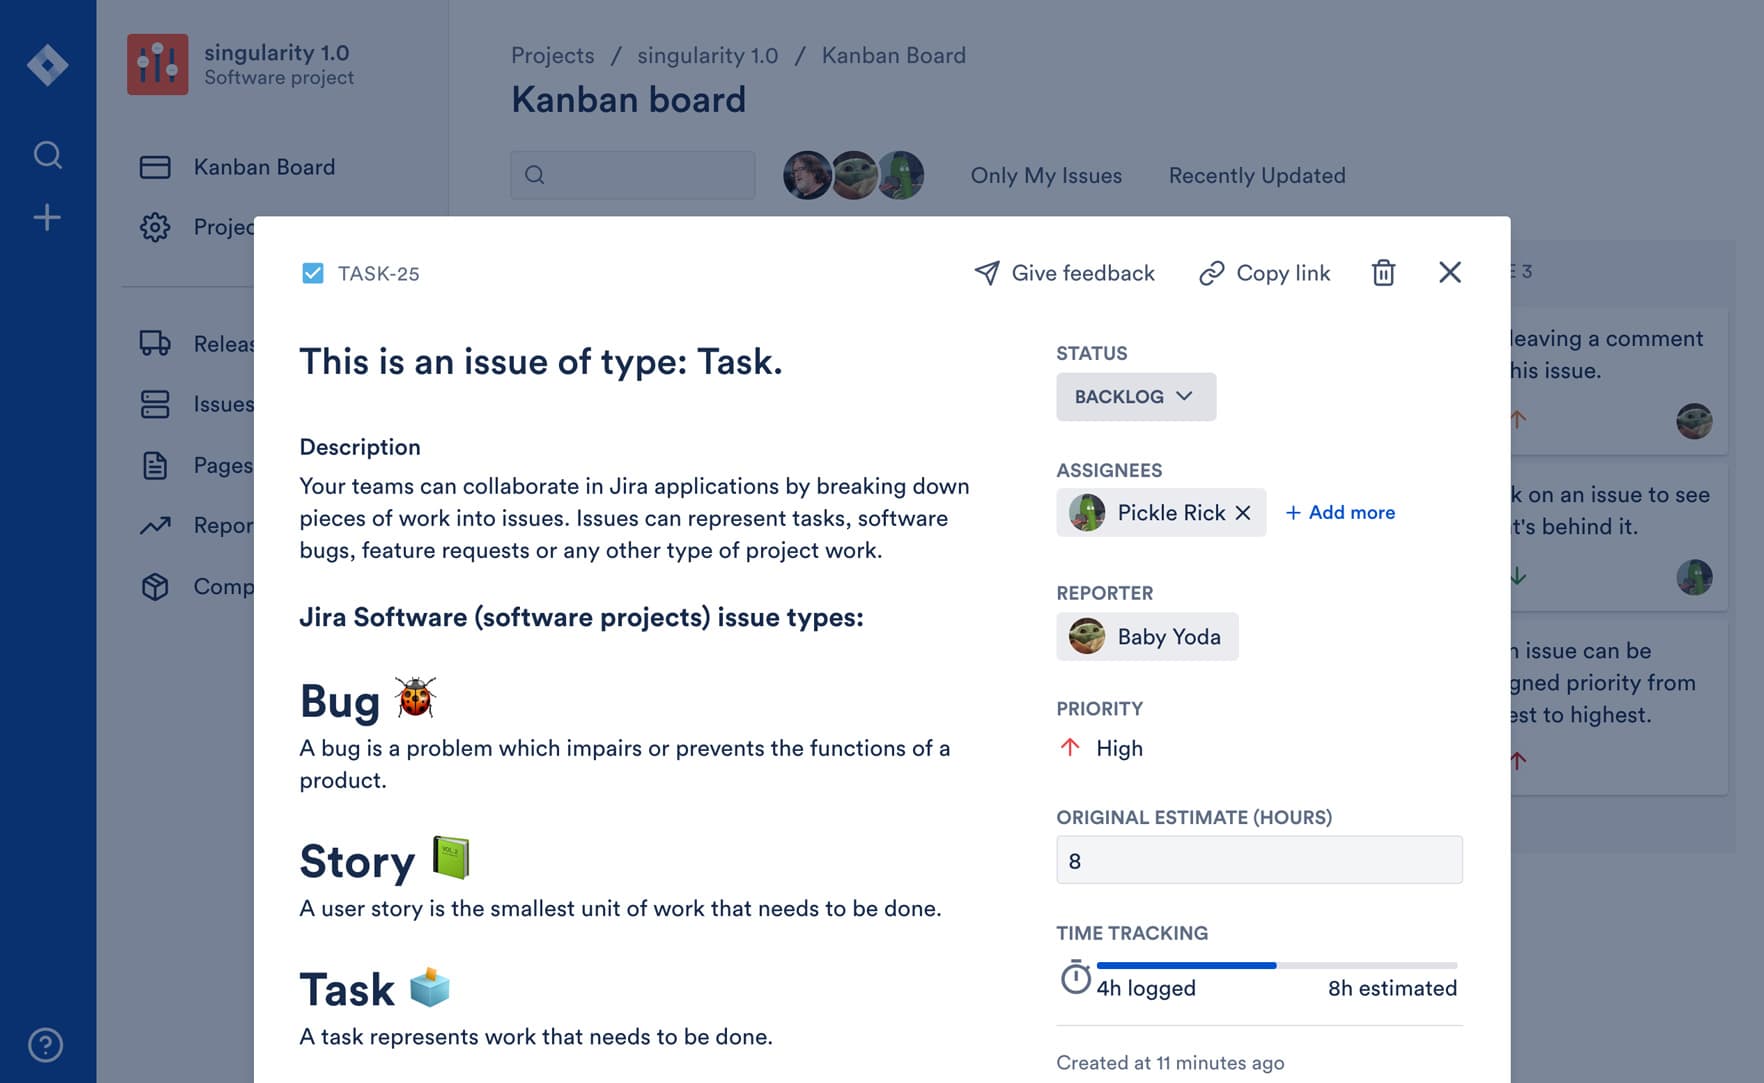 singularity 1.0
Software project
Projects / singularity 1.0 / Kanban Board
Kanban board
Kanban Board
Only My Issues
Recently Updated
TASK-25
Give feedback
Copy link
This is an issue of type: Task.
Description
Your teams can collaborate in Jira applications by breaking down
pieces of work into issues. Issues can represent tasks, software
bugs, feature requests or any other type of project work.
Jira Software (software projects) issue types:
Bug
A bug is a problem which impairs or prevents the functions of a
product.
Story
VOL. 2
A user story is the smallest unit of work that needs to be done.
Task
A task represents work that needs to be done.
STATUS
BACKLOG
ASSIGNEES
Pickle Rick
+ Add more
REPORTER
Baby Yoda
PRIORITY
High
ORIGINAL ESTIMATE (HOURS)
8
TIME TRACKING
4h logged
8h estimated
Created at 11 minutes ago
Issues
Pages
3
leaving a comment
this issue.
on an issue to see
behind it.
issue can be
priority from
to highest.